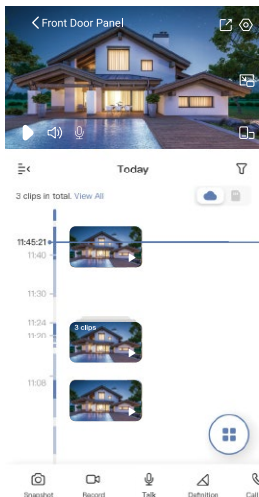 Front Door Panel
Today
3 clips in total. View All
11:45:21
11:40
11:30
11:24
11:20
3 clips
11:08
Snapshot Record Talk Definition Call